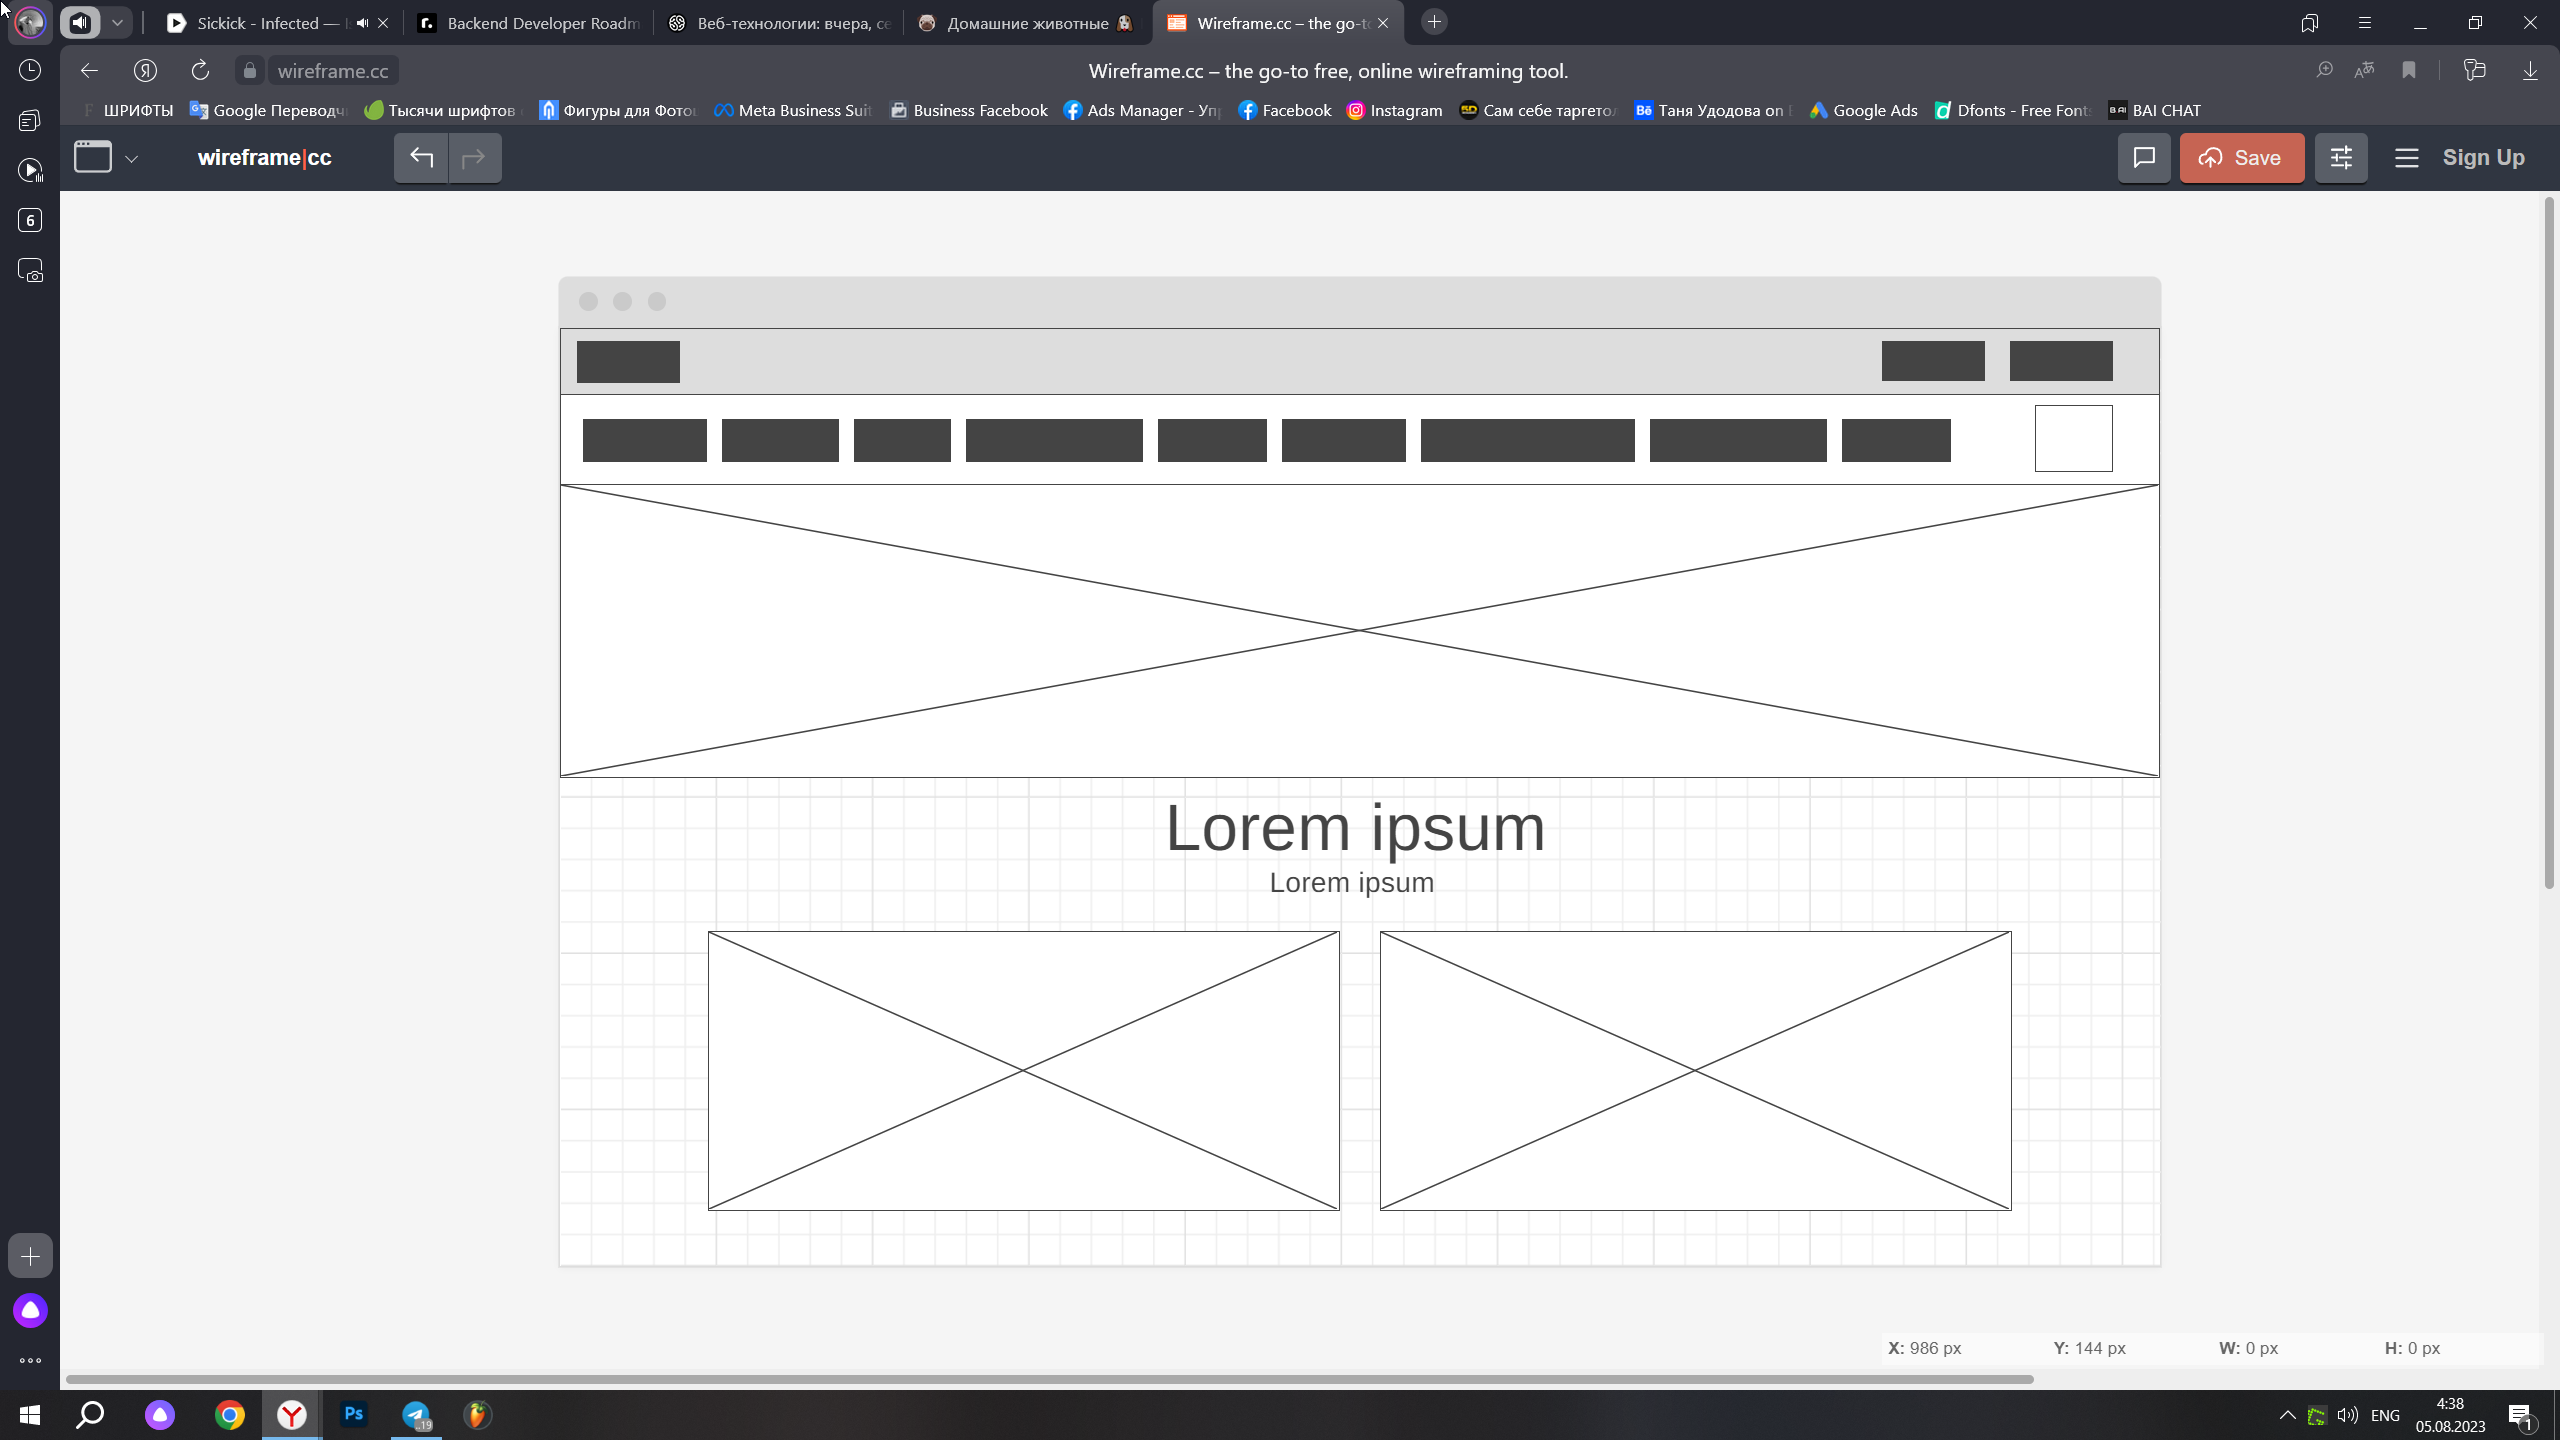 Sickick - Infected —
Backend Developer Roadm
Веб-технологии: вчера, се
Домашние животные
Wireframe.cc – the go-t
wireframe.cc
Wireframe.cc – the go-to free, online wireframing tool.
ШРИФТЫ
Google Переводч
Тысячи шрифтов
Фигуры для Фото
Meta Business Suit
Business Facebook
Ads Manager - Уп
Facebook
Instagram
Сам себе таргето
Таня Удодова on
Google Ads
Dfonts - Free Font
BAI CHAT
wireframe|cc
Save
Sign Up
6
Lorem ipsum
Lorem ipsum
X: 986 px
Y: 144 px
W: 0 px
H: 0 px
Ps
19
ENG
4:38
05.08.2023
1